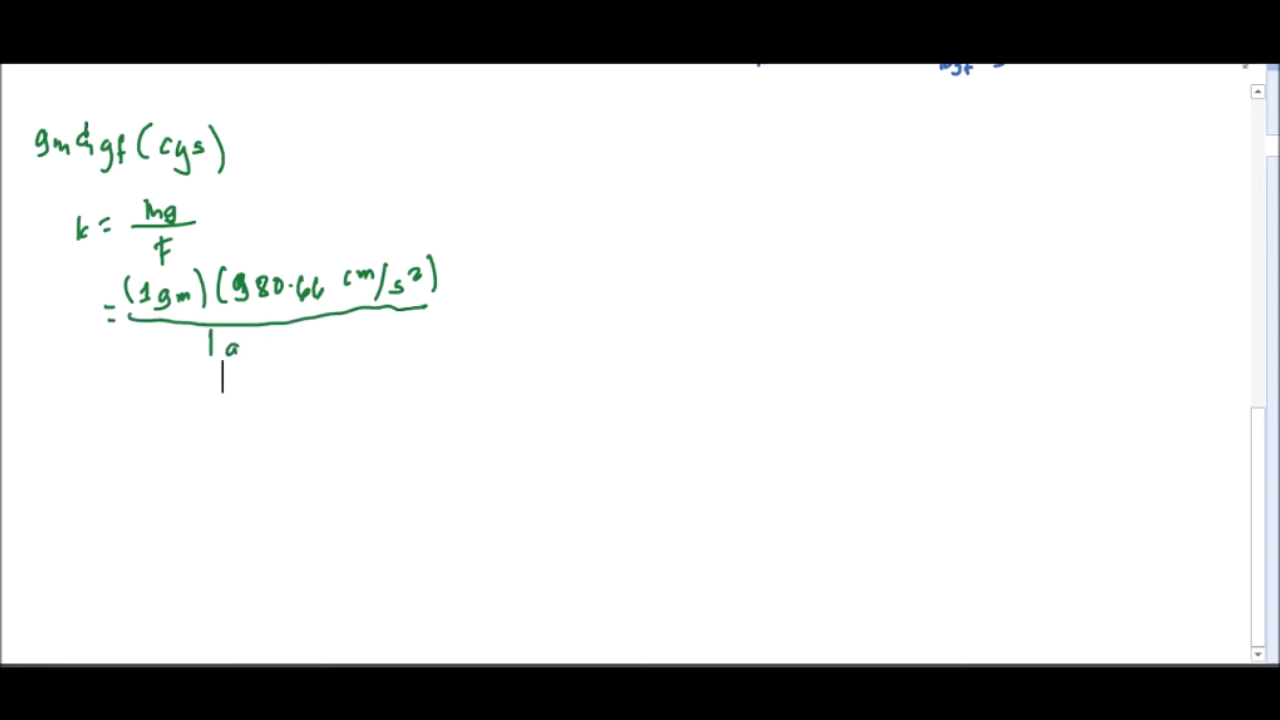 gm & gf (cgs)
k = mg
F
= (1 gm) (980.66 cm/s²)
1 a